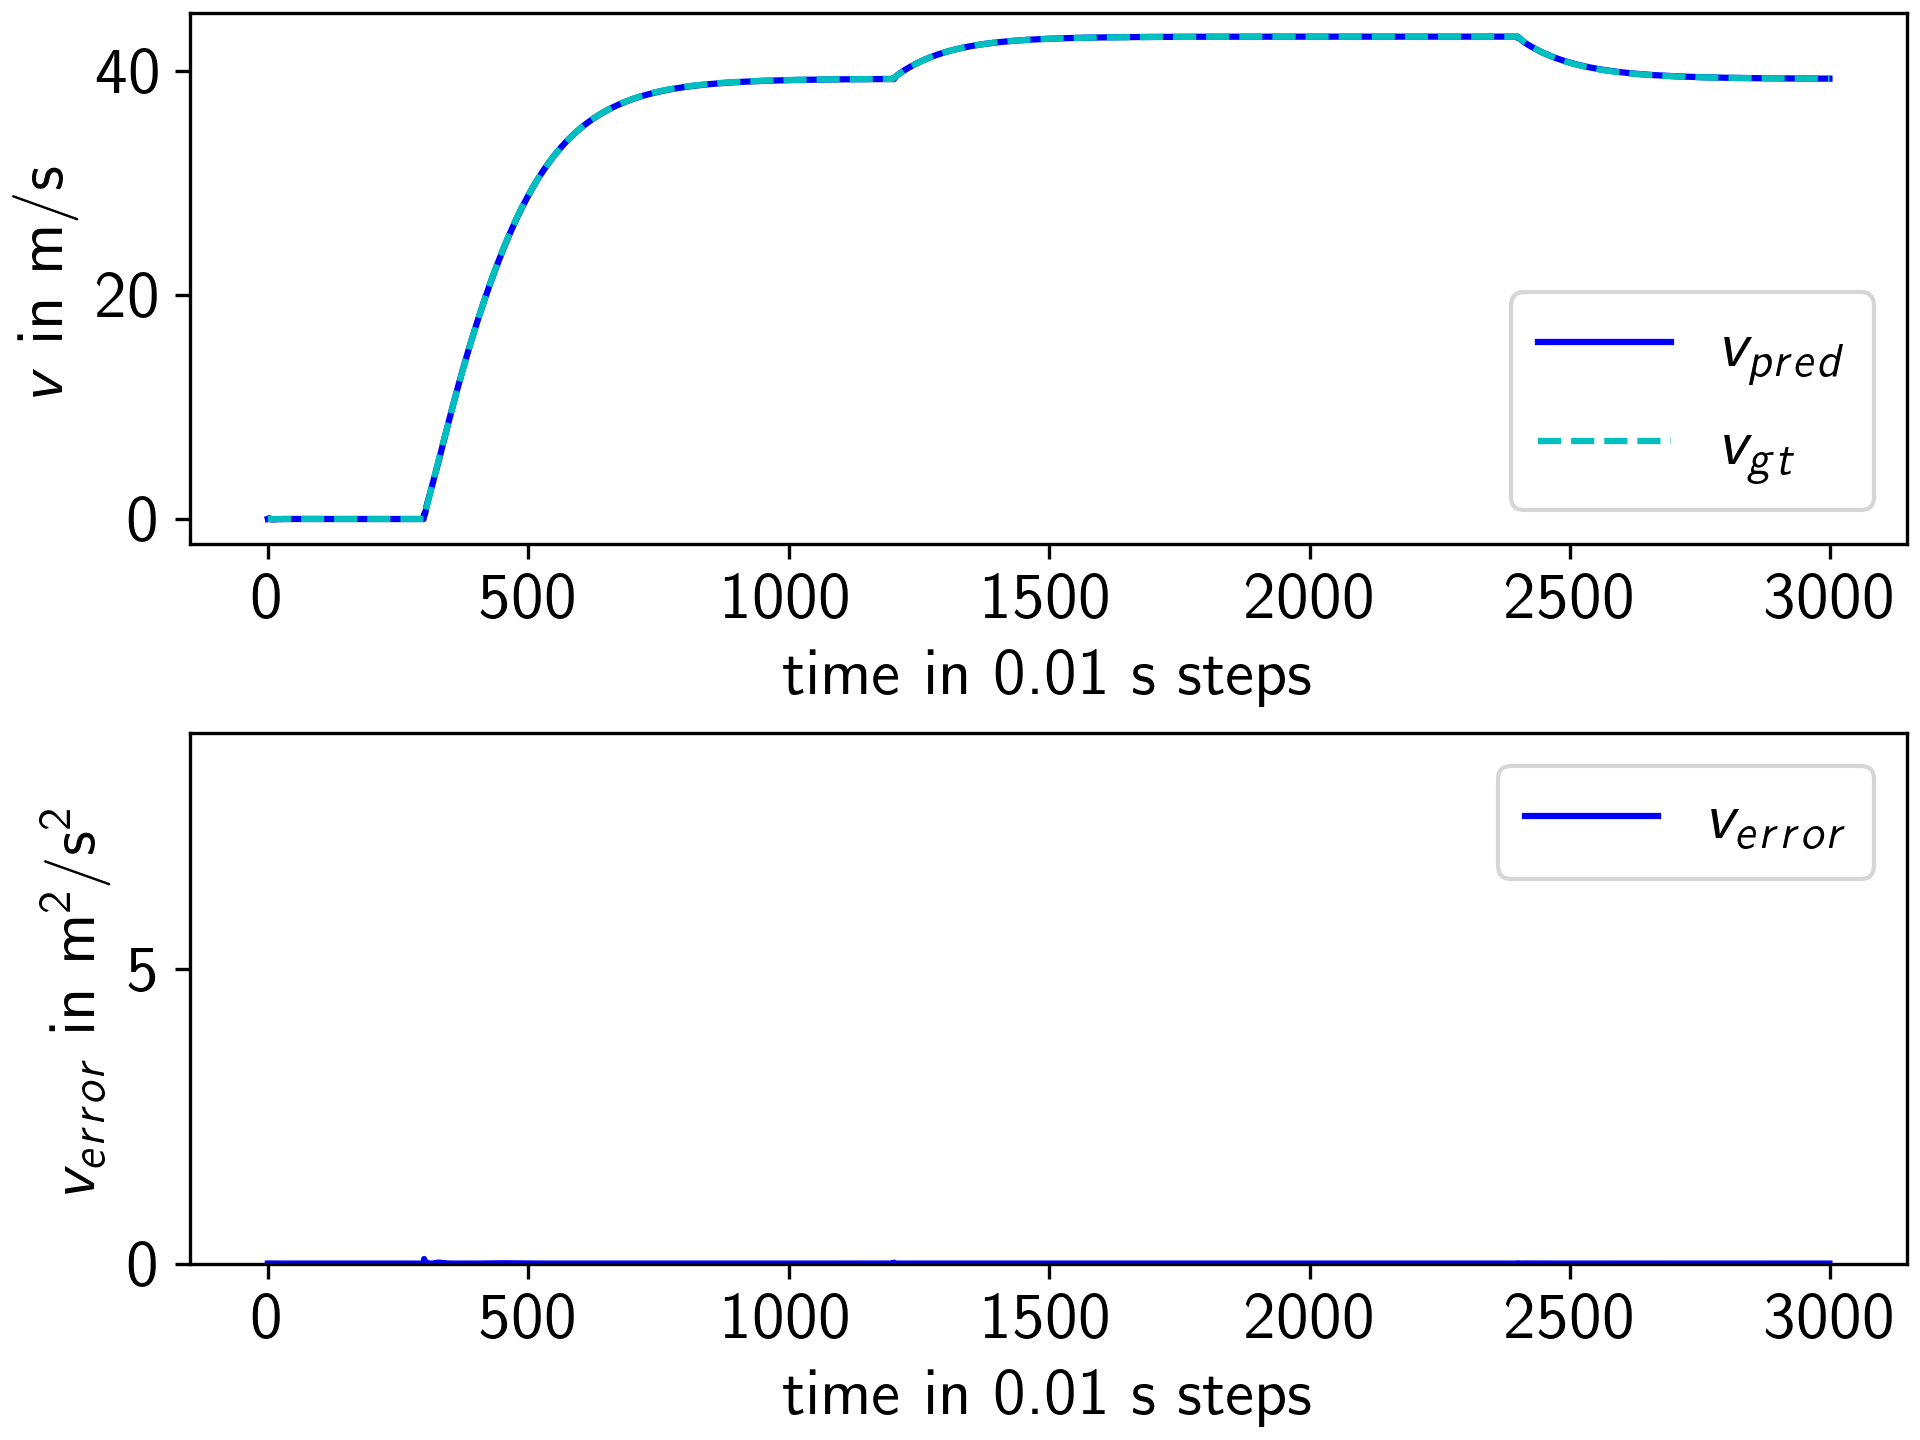 v in m/s
40
20
0
v_pred
v_gt
0 500 1000 1500 2000 2500 3000
time in 0.01 s steps
v_error in m²/s²
5
0
v_error
0 500 1000 1500 2000 2500 3000
time in 0.01 s steps